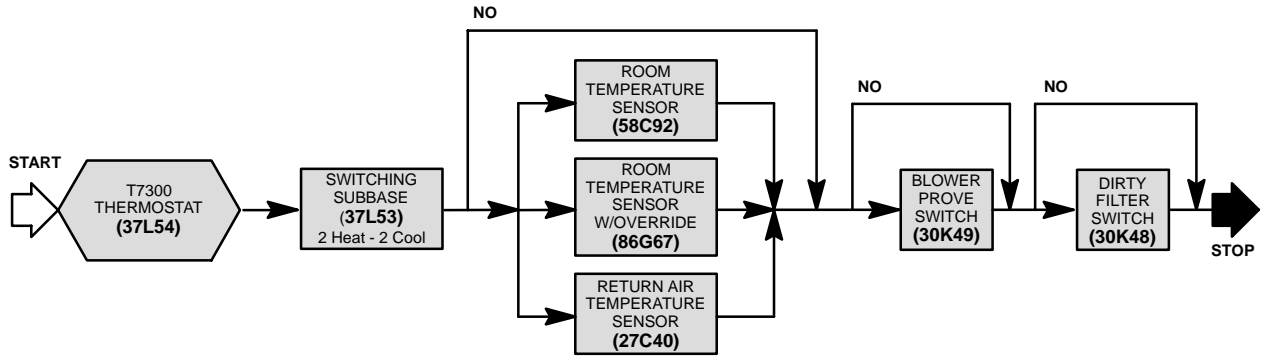 START
T7300
THERMOSTAT
(37L54)
SWITCHING
SUBBASE
(37L53)
2 Heat - 2 Cool
NO
ROOM
TEMPERATURE
SENSOR
(58C92)
ROOM
TEMPERATURE
SENSOR
W/OVERRIDE
(86G67)
RETURN AIR
TEMPERATURE
SENSOR
(27C40)
NO
BLOWER
PROVE
SWITCH
(30K49)
NO
DIRTY
FILTER
SWITCH
(30K48)
STOP